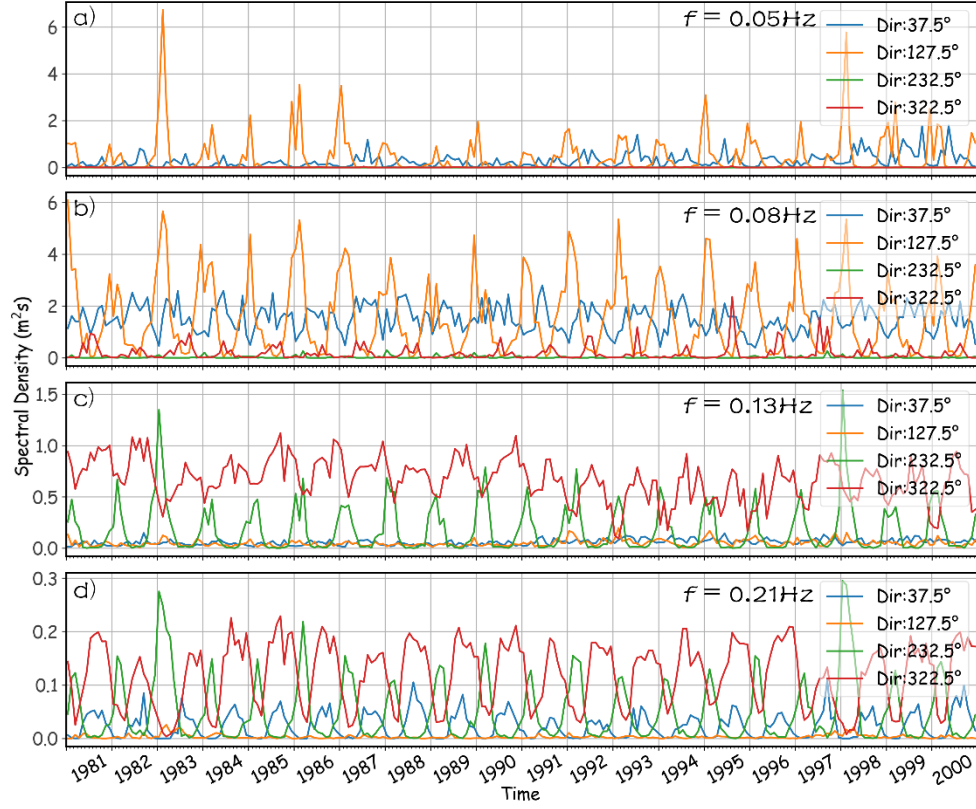 a)
f = 0.05Hz
Dir:37.5°
Dir:127.5°
Dir:232.5°
Dir:322.5°
6
4
2
0
b)
f = 0.08Hz
Dir:37.5°
Dir:127.5°
Dir:232.5°
Dir:322.5°
6
4
2
0
Spectral Density (m²s)
c)
f = 0.13Hz
Dir:37.5°
Dir:127.5°
Dir:232.5°
Dir:322.5°
1.5
1.0
0.5
0.0
d)
f = 0.21Hz
Dir:37.5°
Dir:127.5°
Dir:232.5°
Dir:322.5°
0.3
0.2
0.1
0.0
1981 1982 1983 1984 1985 1986 1987 1988 1989 1990 1991 1992 1993 1994 1995 1996 1997 1998 1999 2000
Time